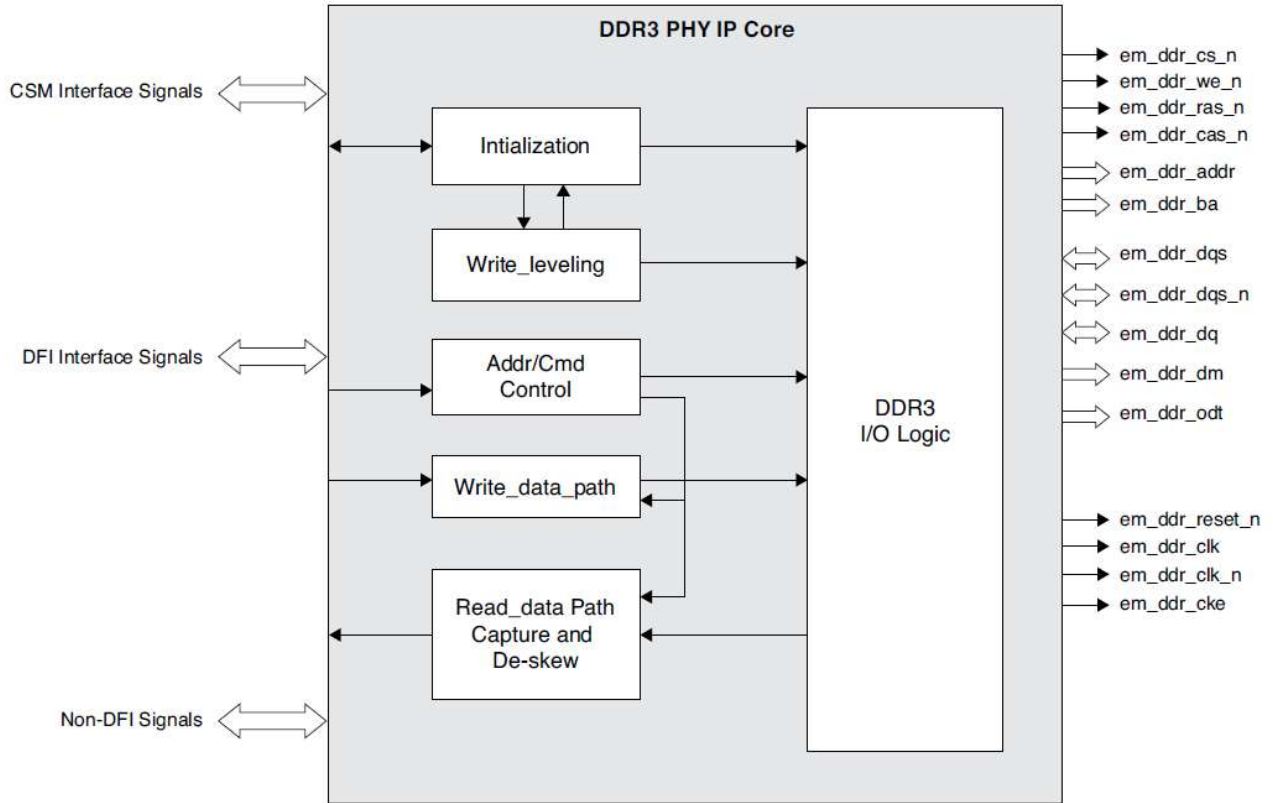 DDR3 PHY IP Core
CSM Interface Signals
DFI Interface Signals
Non-DFI Signals
Intialization
Write_leveling
Addr/Cmd
Control
Write_data_path
Read_data Path
Capture and
De-skew
DDR3
I/O Logic
em_ddr_cs_n
em_ddr_we_n
em_ddr_ras_n
em_ddr_cas_n
em_ddr_addr
em_ddr_ba
em_ddr_dqs
em_ddr_dqs_n
em_ddr_dq
em_ddr_dm
em_ddr_odt
em_ddr_reset_n
em_ddr_clk
em_ddr_clk_n
em_ddr_cke